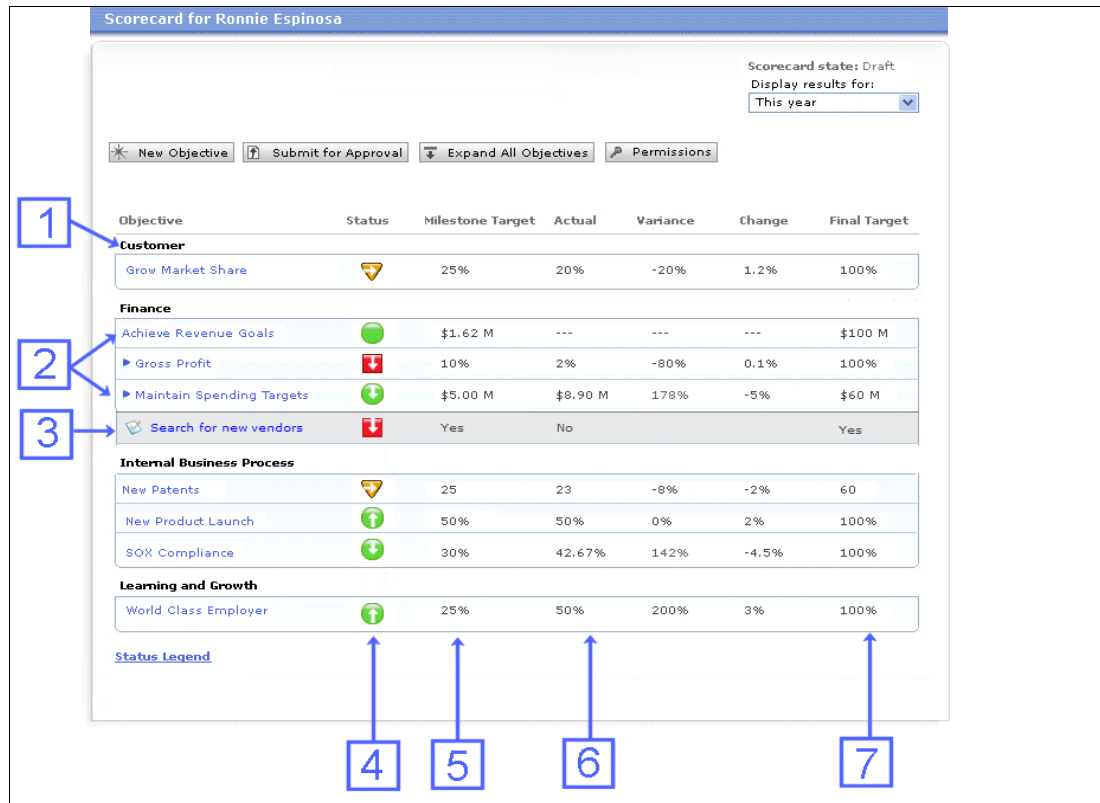 Scorecard for Ronnie Espinosa
Scorecard state: Draft
Display results for:
This year
New Objective Submit for Approval Expand All Objectives Permissions
1
Objective Status Milestone Target Actual Variance Change Final Target
Customer
Grow Market Share 25% 20% -20% 1.2% 100%
Finance
2
Achieve Revenue Goals $1.62 M --- --- --- $100 M
Gross Profit 10% 2% -80% 0.1% 100%
Maintain Spending Targets $5.00 M $8.90 M 178% -5% $60 M
3
Search for new vendors Yes No Yes
Internal Business Process
New Patents 25 23 -8% -2% 60
New Product Launch 50% 50% 0% 2% 100%
SOX Compliance 30% 42.67% 142% -4.5% 100%
Learning and Growth
World Class Employer 25% 50% 200% 3% 100%
Status Legend
4 5 6 7